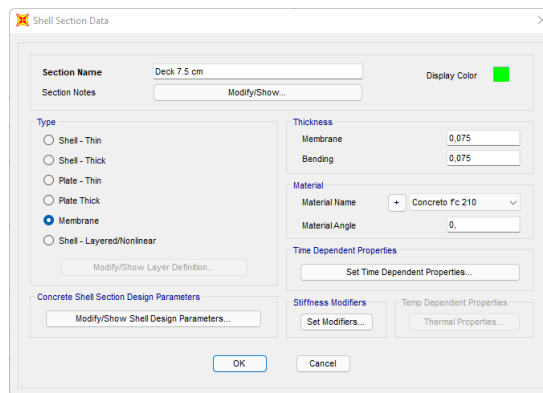 Shell Section Data
Section Name
Deck 7.5 cm
Display Color
Section Notes
Modify/Show...
Type
Shell - Thin
Shell - Thick
Plate - Thin
Plate Thick
Membrane
Shell - Layered/Nonlinear
Modify/Show Layer Definition...
Concrete Shell Section Design Parameters
Modify/Show Shell Design Parameters...
Thickness
Membrane
0,075
Bending
0,075
Material
Material Name
+
Concreto f'c 210
Material Angle
0,
Time Dependent Properties
Set Time Dependent Properties...
Stiffness Modifiers
Set Modifiers...
Temp Dependent Properties
Thermal Properties...
OK
Cancel